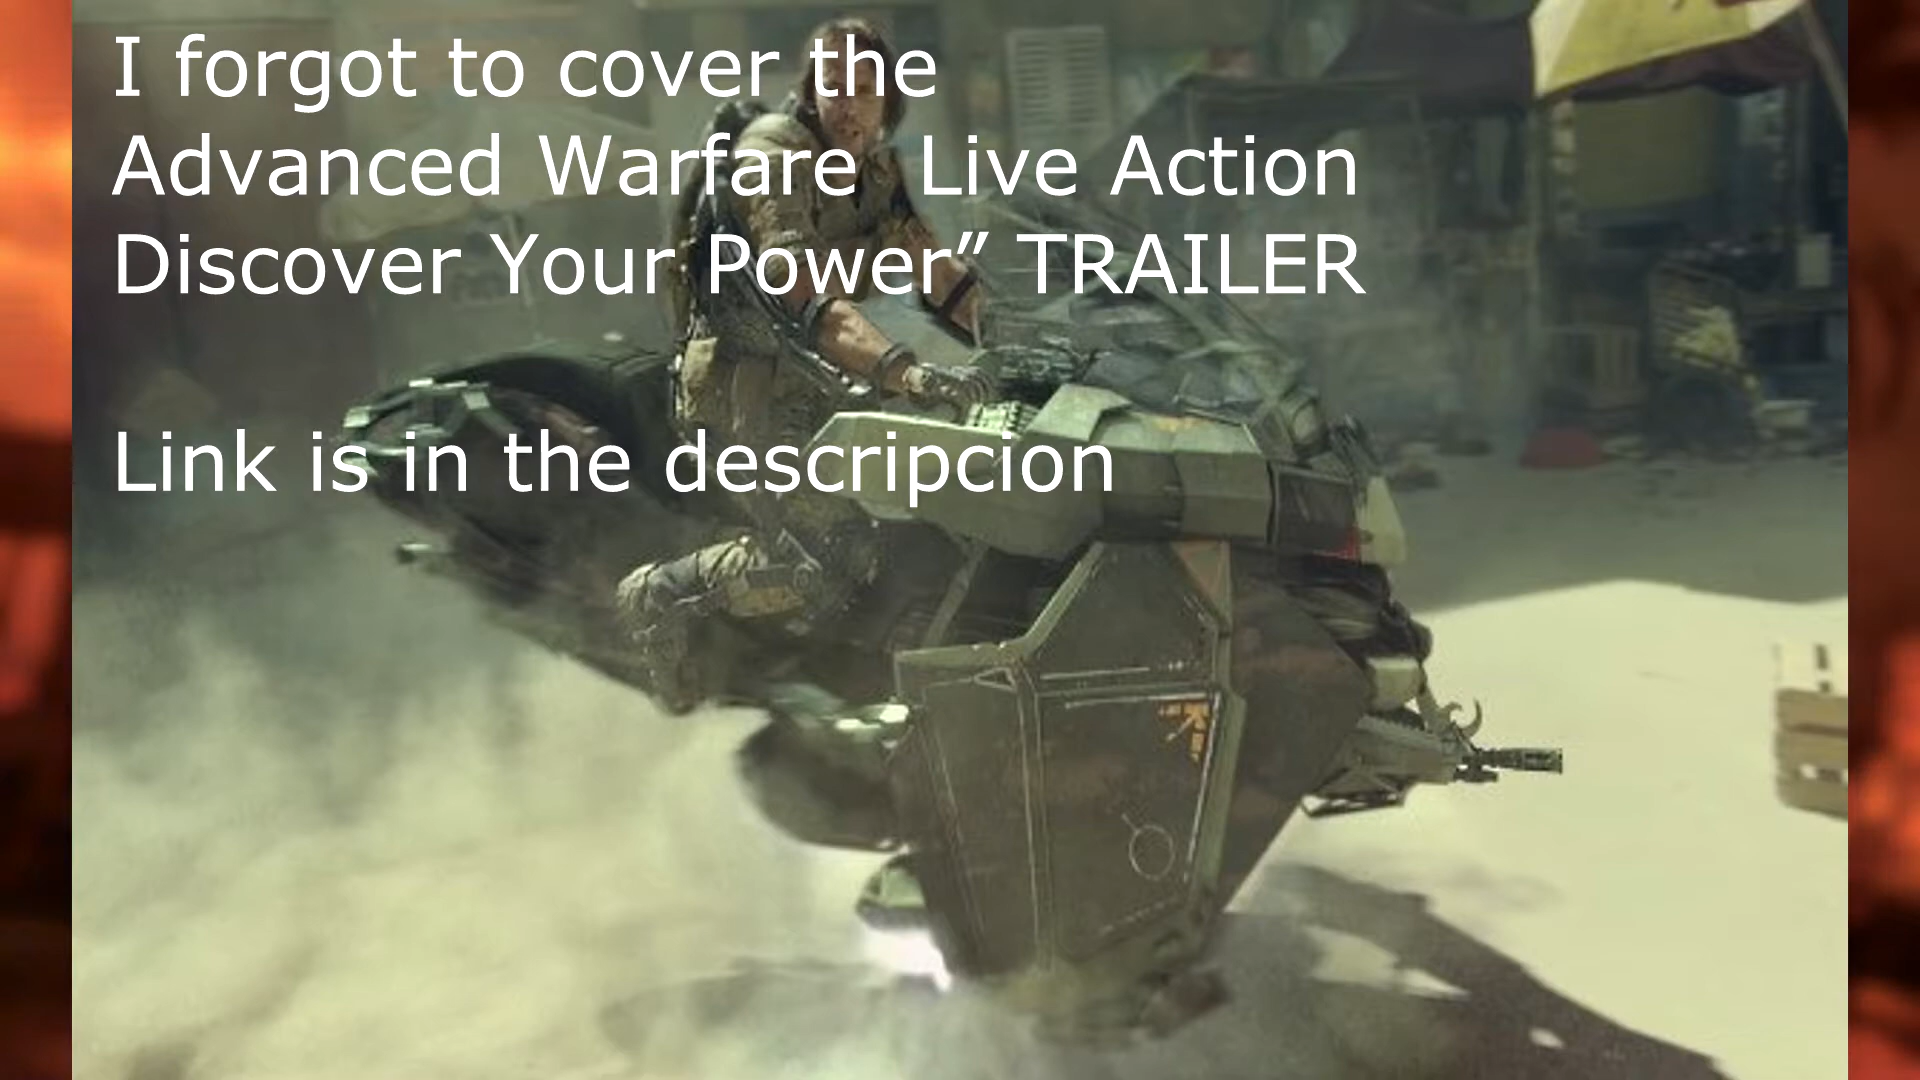 I forgot to cover the
Advanced Warfare  Live Action
Discover Your Power” TRAILER
Link is in the descripcion